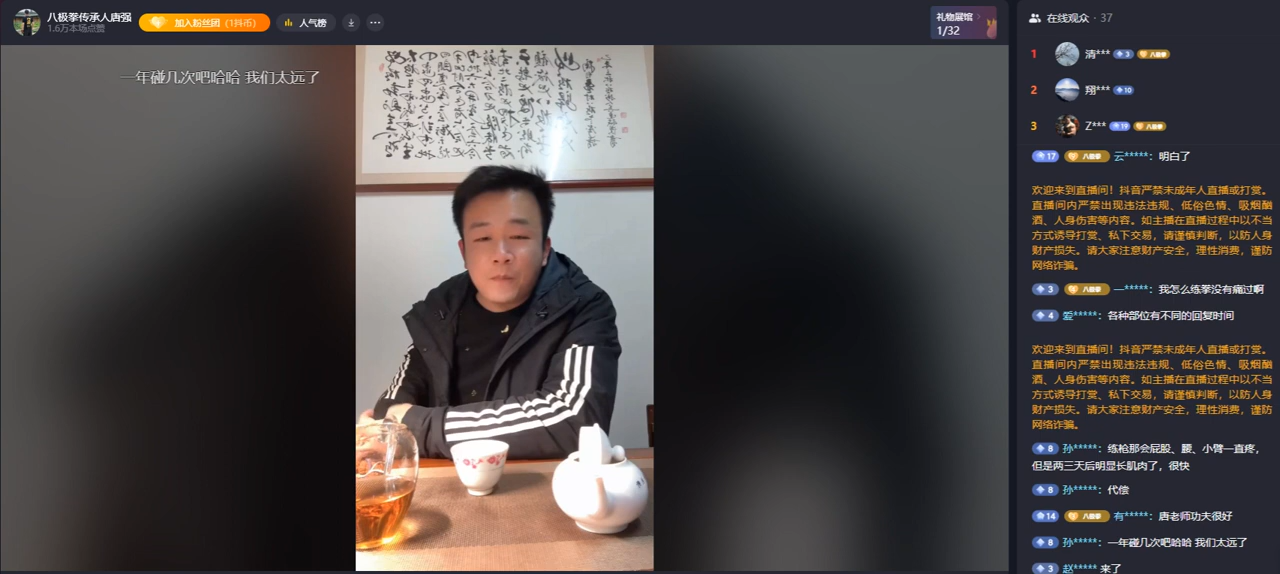 八极拳传承人唐强
1.6万本场点赞
加入粉丝团（1抖币）
人气榜
礼物展馆
1/32
在线观众 · 37
一年碰几次吧哈哈 我们太远了
1 清*** 3 八极拳
2 翔*** 10
3 Z*** 19 八极拳
17 八极拳 云*****：明白了
欢迎来到直播间！抖音严禁未成年人直播或打赏。
直播间内严禁出现违法违规、低俗色情、吸烟酗
酒、人身伤害等内容。如主播在直播过程中以不当
方式诱导打赏、私下交易，请谨慎判断，以防人身
财产损失。请大家注意财产安全，理性消费，谨防
网络诈骗。
3 八极拳 一*****：我怎么练拳没有痛过啊
4 爱*****：各种部位有不同的回复时间
欢迎来到直播间！抖音严禁未成年人直播或打赏。
直播间内严禁出现违法违规、低俗色情、吸烟酗
酒、人身伤害等内容。如主播在直播过程中以不当
方式诱导打赏、私下交易，请谨慎判断，以防人身
财产损失。请大家注意财产安全，理性消费，谨防
网络诈骗。
8 孙*****：练枪那会屁股、腰、小臂一直疼，
但是两三天后明显长肌肉了，很快
8 孙*****：代偿
14 八极拳 有*****：唐老师功夫很好
8 孙*****：一年碰几次吧哈哈 我们太远了
3 赵***** 来了